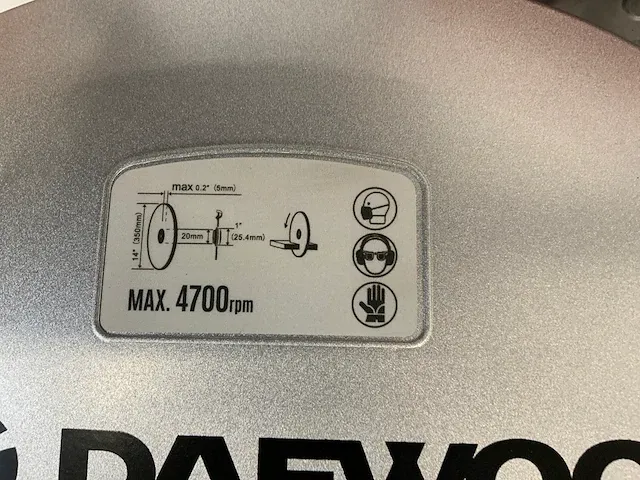 max 0.2" (5mm)
14" (350mm)
20mm
1"
(25.4mm)
MAX. 4700rpm
DAEWOO